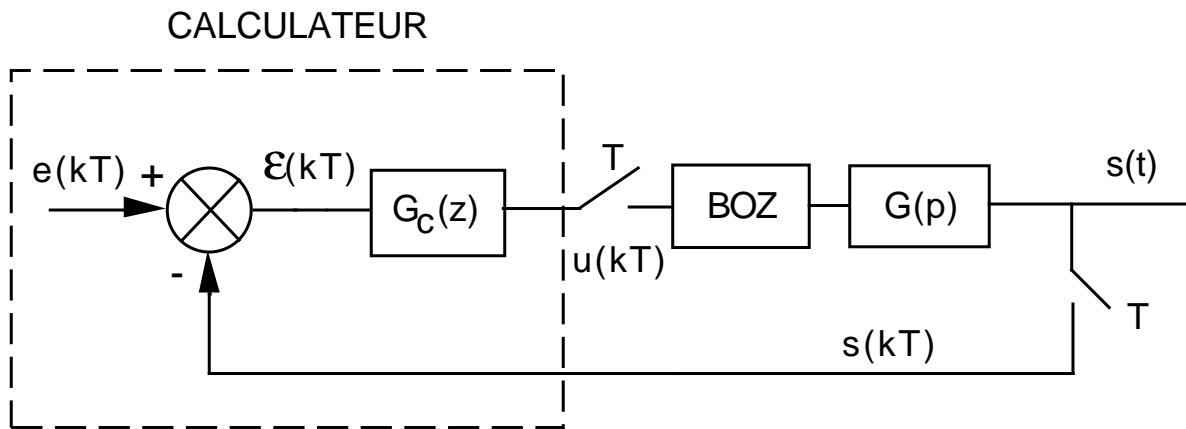 CALCULATEUR
e(kT)
+
ε(kT)
G_c(z)
T
BOZ
G(p)
s(t)
-
u(kT)
T
s(kT)